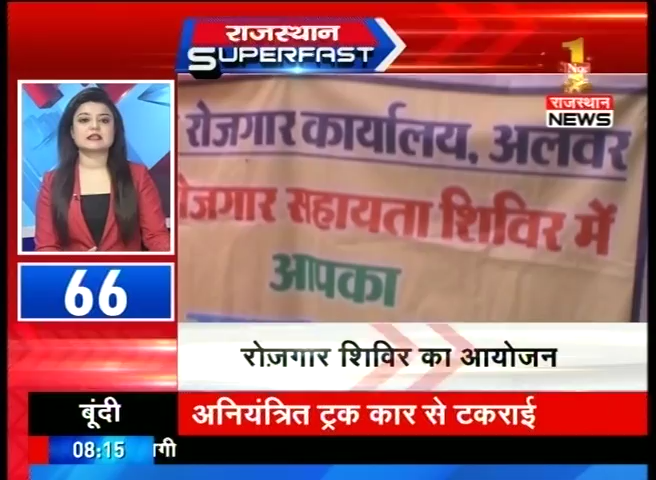 राजस्थान
SUPERFAST
1
No.
राजस्थान
NEWS
रोजगार कार्यालय, अलवर
रोजगार सहायता शिविर में
आपका
66
रोज़गार शिविर का आयोजन
बूंदी
अनियंत्रित ट्रक कार से टकराई
08:15